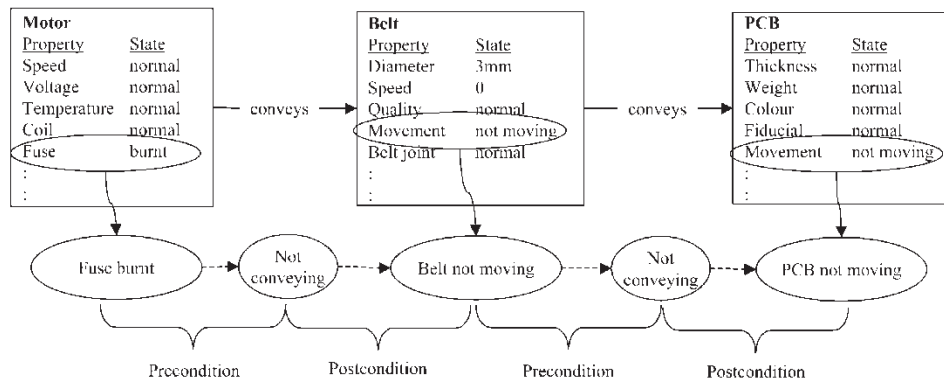 Motor
Property State
Speed normal
Voltage normal
Temperature normal
Coil normal
Fuse burnt
:
:
conveys
Belt
Property State
Diameter 3mm
Speed 0
Quality normal
Movement not moving
Belt joint normal
:
:
conveys
PCB
Property State
Thickness normal
Weight normal
Colour normal
Fiducial normal
Movement not moving
:
:
Fuse burnt
Not
conveying
Belt not moving
Not
conveying
PCB not moving
Precondition
Postcondition
Precondition
Postcondition